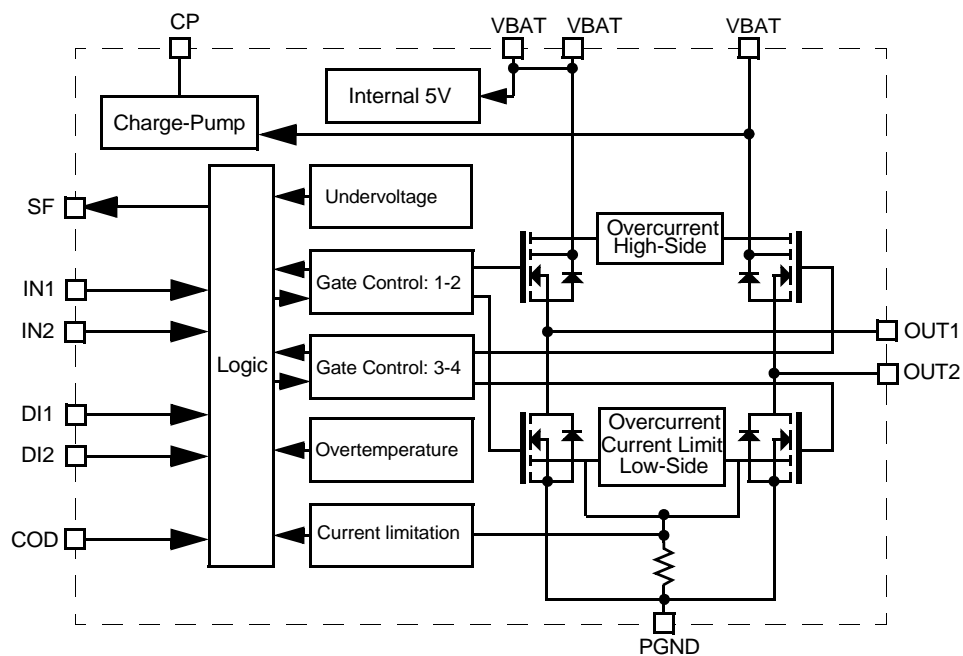 CP
VBAT
VBAT
VBAT
Internal 5V
Charge-Pump
SF
Undervoltage
Overcurrent
High-Side
IN1
Gate Control: 1-2
IN2
OUT1
Logic
Gate Control: 3-4
OUT2
DI1
Overcurrent
Current Limit
Low-Side
DI2
Overtemperature
COD
Current limitation
PGND